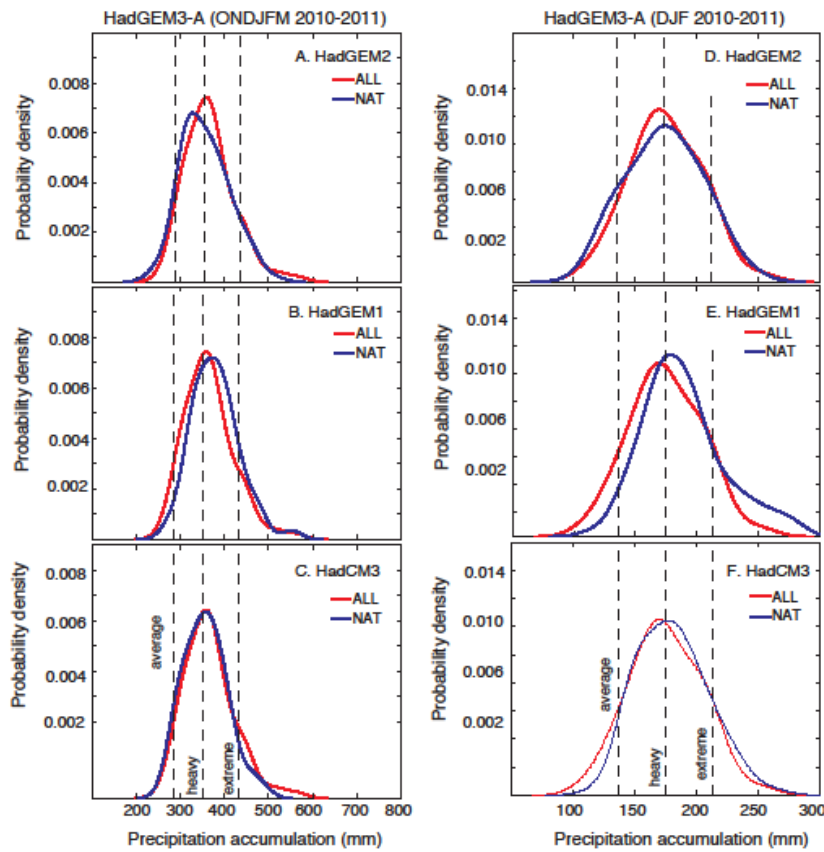 HadGEM3-A (ONDJFM 2010-2011)
A. HadGEM2
ALL
NAT
Probability density
0.008
0.006
0.004
0.002
B. HadGEM1
ALL
NAT
Probability density
0.008
0.006
0.004
0.002
C. HadCM3
ALL
NAT
Probability density
0.008
0.006
0.004
0.002
average
heavy
extreme
200 300 400 500 600 700 800
Precipitation accumulation (mm)
HadGEM3-A (DJF 2010-2011)
D. HadGEM2
ALL
NAT
Probability density
0.014
0.010
0.006
0.002
E. HadGEM1
ALL
NAT
Probability density
0.014
0.010
0.006
0.002
F. HadCM3
ALL
NAT
Probability density
0.014
0.010
0.006
0.002
average
heavy
extreme
100 150 200 250 300
Precipitation accumulation (mm)